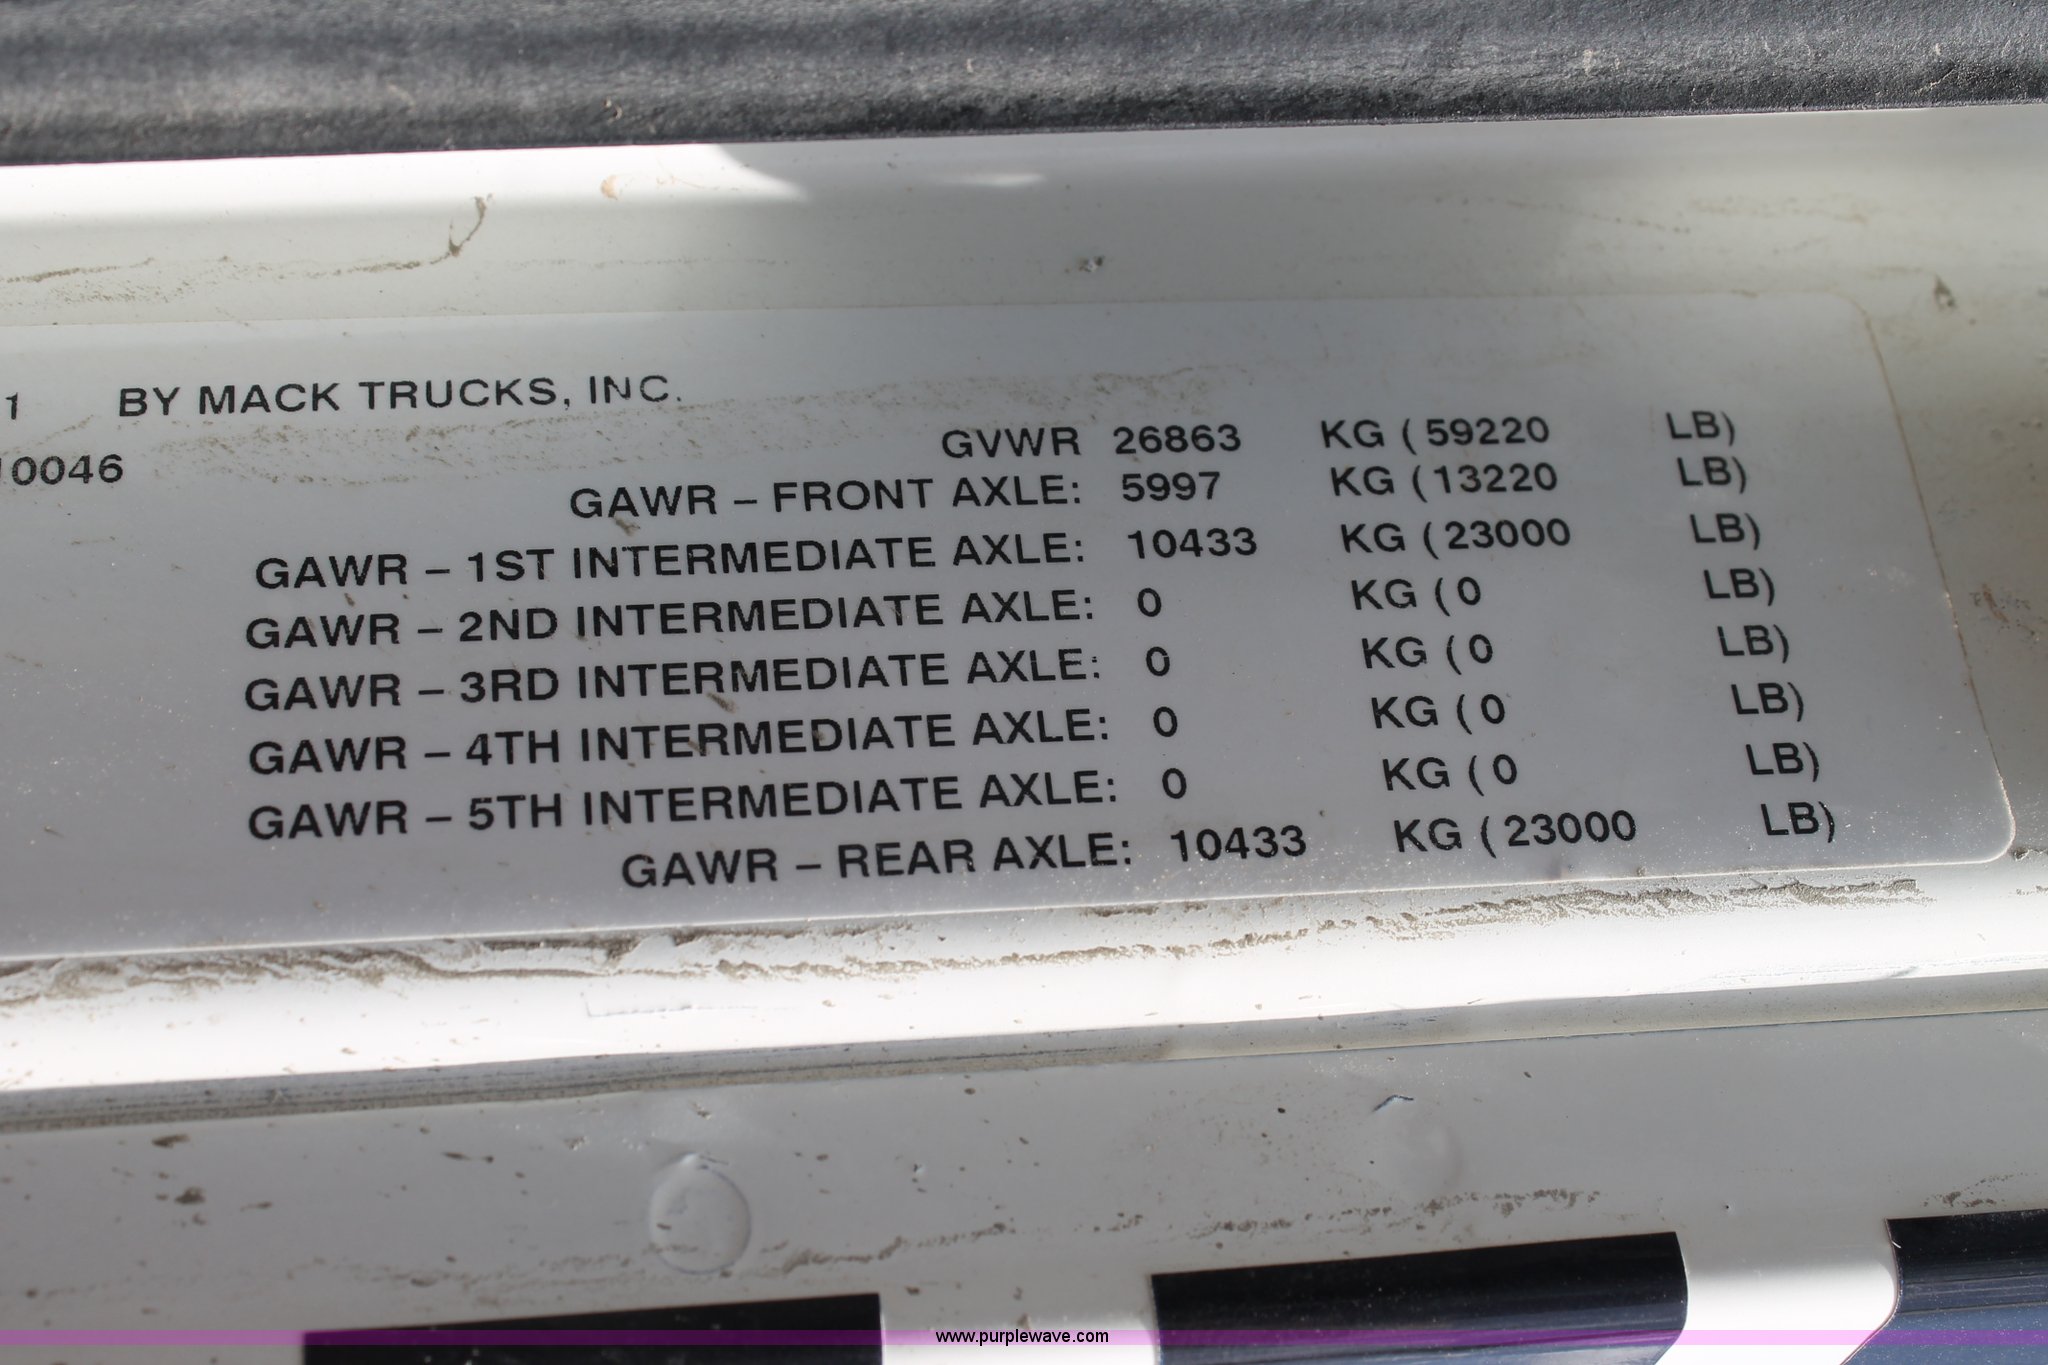 1 BY MACK TRUCKS, INC.
10046
GVWR 26863 KG (59220 LB)
GAWR – FRONT AXLE: 5997 KG (13220 LB)
GAWR – 1ST INTERMEDIATE AXLE: 10433 KG (23000 LB)
GAWR – 2ND INTERMEDIATE AXLE: 0 KG (0 LB)
GAWR – 3RD INTERMEDIATE AXLE: 0 KG (0 LB)
GAWR – 4TH INTERMEDIATE AXLE: 0 KG (0 LB)
GAWR – 5TH INTERMEDIATE AXLE: 0 KG (0 LB)
GAWR – REAR AXLE: 10433 KG (23000 LB)
www.purplewave.com